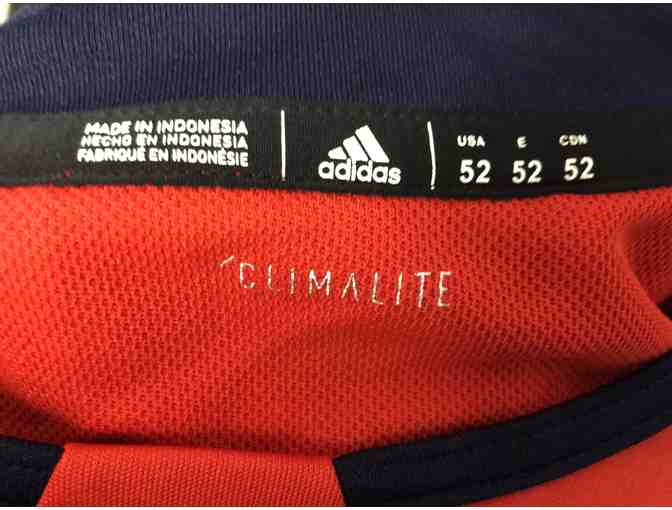 MADE IN INDONESIA
HECHO EN INDONESIA
FABRIQUÉ EN INDONÉSIE
adidas
USA E CDN
52 52 52
CLIMALITE